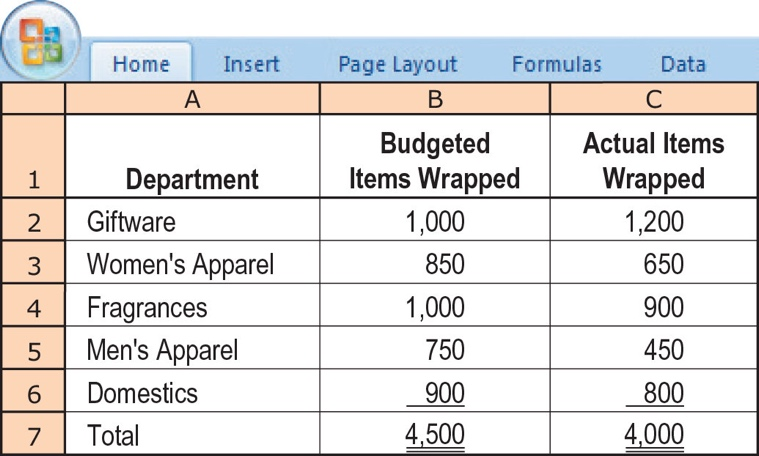 Home Insert Page Layout Formulas Data
A B C
Budgeted Actual Items
1 Department Items Wrapped Wrapped
2 Giftware 1,000 1,200
3 Women's Apparel 850 650
4 Fragrances 1,000 900
5 Men's Apparel 750 450
6 Domestics 900 800
7 Total 4,500 4,000